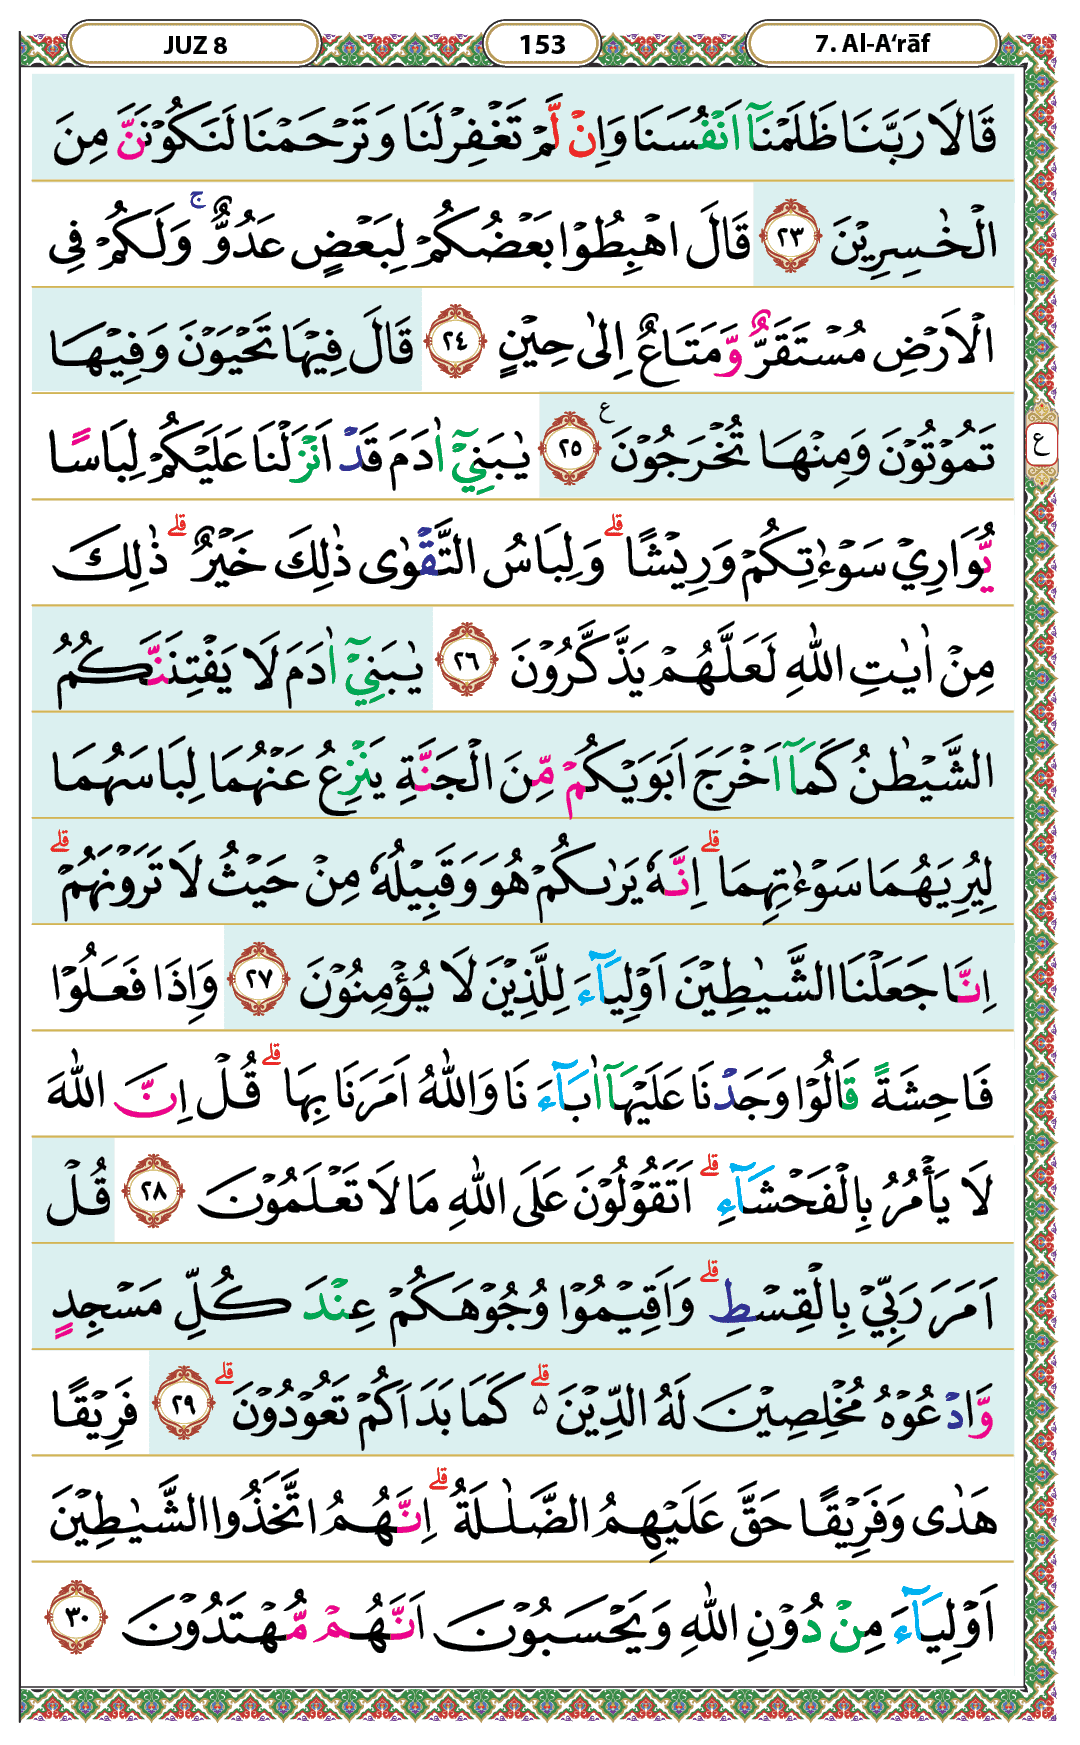 JUZ 8
153
7. Al-A‘rāf
قَالَا رَبَّنَا ظَلَمْنَآ اَنْفُسَنَا وَاِنْ لَّمْ تَغْفِرْلَنَا وَتَرْحَمْنَا لَنَكُوْنَنَّ مِنَ
الْخٰسِرِيْنَ ﴿٢٣﴾ قَالَ اهْبِطُوْا بَعْضُكُمْ لِبَعْضٍ عَدُوٌّ ۚ وَلَكُمْ فِى
الْاَرْضِ مُسْتَقَرٌّ وَّمَتَاعٌ اِلٰى حِيْنٍ ﴿٢٤﴾ قَالَ فِيْهَا تَحْيَوْنَ وَفِيْهَا
تَمُوْتُوْنَ وَمِنْهَا تُخْرَجُوْنَ ع ﴿٢٥﴾ يٰبَنِيْٓ اٰدَمَ قَدْ اَنْزَلْنَا عَلَيْكُمْ لِبَاسًا
ع
يُّوَارِيْ سَوْءٰتِكُمْ وَرِيْشًا ۗ وَلِبَاسُ التَّقْوٰى ذٰلِكَ خَيْرٌ ۗ ذٰلِكَ
مِنْ اٰيٰتِ اللّٰهِ لَعَلَّهُمْ يَذَّكَّرُوْنَ ﴿٢٦﴾ يٰبَنِيْٓ اٰدَمَ لَا يَفْتِنَنَّكُمُ
الشَّيْطٰنُ كَمَآ اَخْرَجَ اَبَوَيْكُمْ مِّنَ الْجَنَّةِ يَنْزِعُ عَنْهُمَا لِبَاسَهُمَا
لِيُرِيَهُمَا سَوْءٰتِهِمَا ۗ اِنَّهٗ يَرٰىكُمْ هُوَ وَقَبِيْلُهٗ مِنْ حَيْثُ لَا تَرَوْنَهُمْ ۗ
اِنَّا جَعَلْنَا الشَّيٰطِيْنَ اَوْلِيَآءَ لِلَّذِيْنَ لَا يُؤْمِنُوْنَ ﴿٢٧﴾ وَاِذَا فَعَلُوْا
فَاحِشَةً قَالُوْا وَجَدْنَا عَلَيْهَآ اٰبَآءَنَا وَاللّٰهُ اَمَرَنَا بِهَا ۗ قُلْ اِنَّ اللّٰهَ
لَا يَأْمُرُ بِالْفَحْشَآءِ ۗ اَتَقُوْلُوْنَ عَلَى اللّٰهِ مَا لَا تَعْلَمُوْنَ ﴿٢٨﴾ قُلْ
اَمَرَ رَبِّيْ بِالْقِسْطِ ۗ وَاَقِيْمُوْا وُجُوْهَكُمْ عِنْدَ كُلِّ مَسْجِدٍ
وَّادْعُوْهُ مُخْلِصِيْنَ لَهُ الدِّيْنَ ۗ ۵ كَمَا بَدَاَكُمْ تَعُوْدُوْنَ ۗ ﴿٢٩﴾ فَرِيْقًا
هَدٰى وَفَرِيْقًا حَقَّ عَلَيْهِمُ الضَّلٰلَةُ ۗ اِنَّهُمُ اتَّخَذُوا الشَّيٰطِيْنَ
اَوْلِيَآءَ مِنْ دُوْنِ اللّٰهِ وَيَحْسَبُوْنَ اَنَّهُمْ مُّهْتَدُوْنَ ﴿٣٠﴾